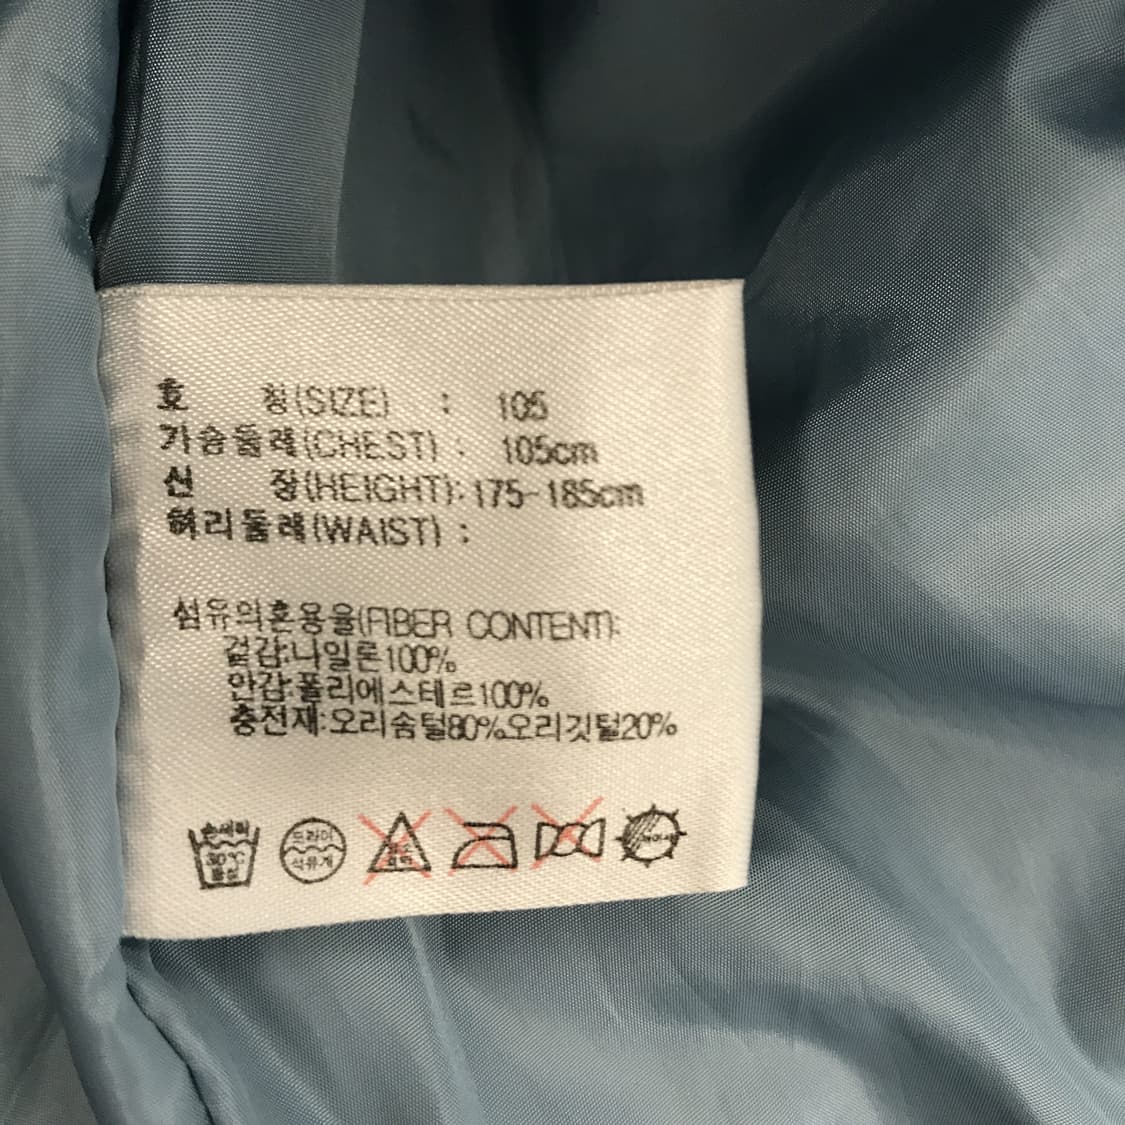 호 칭(SIZE) : 105
가슴둘레(CHEST) : 105cm
신 장(HEIGHT): 175-185cm
허리둘레(WAIST) :
섬유의혼용율(FIBER CONTENT):
겉감:나일론100%
안감:폴리에스테르100%
충전재:오리솜털80%오리깃털20%
손세탁 드라이
30℃ 석유계